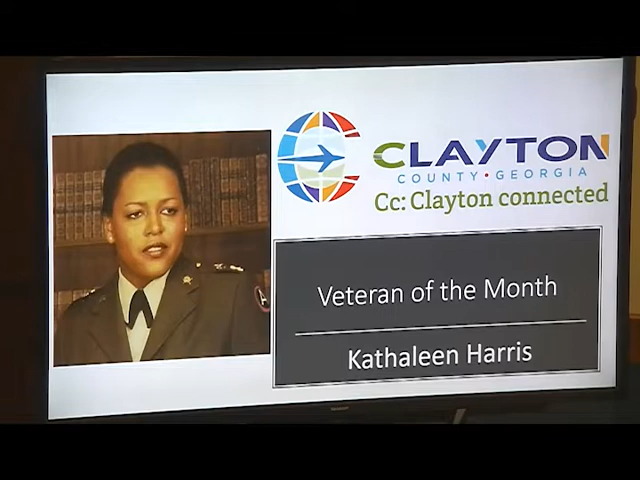 CLAYTON
COUNTY • GEORGIA
Cc: Clayton connected
Veteran of the Month
Kathaleen Harris